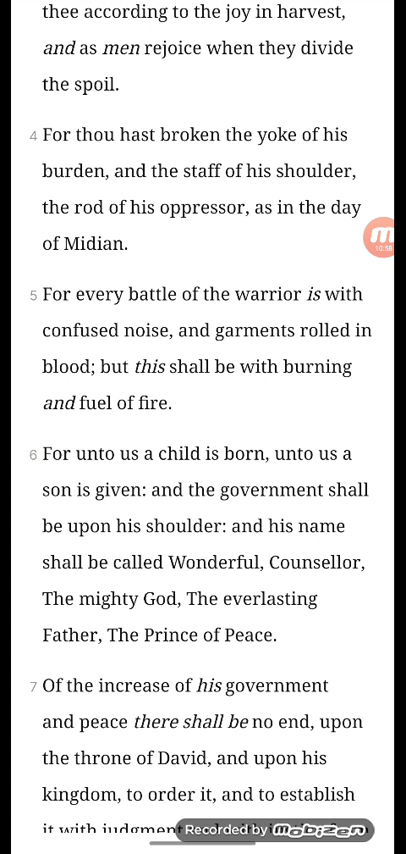 thee according to the joy in harvest,
and as men rejoice when they divide
the spoil.
4 For thou hast broken the yoke of his
burden, and the staff of his shoulder,
the rod of his oppressor, as in the day
of Midian.
10:58
5 For every battle of the warrior is with
confused noise, and garments rolled in
blood; but this shall be with burning
and fuel of fire.
6 For unto us a child is born, unto us a
son is given: and the government shall
be upon his shoulder: and his name
shall be called Wonderful, Counsellor,
The mighty God, The everlasting
Father, The Prince of Peace.
7 Of the increase of his government
and peace there shall be no end, upon
the throne of David, and upon his
kingdom, to order it, and to establish
it with judgment
Recorded by Mobizen